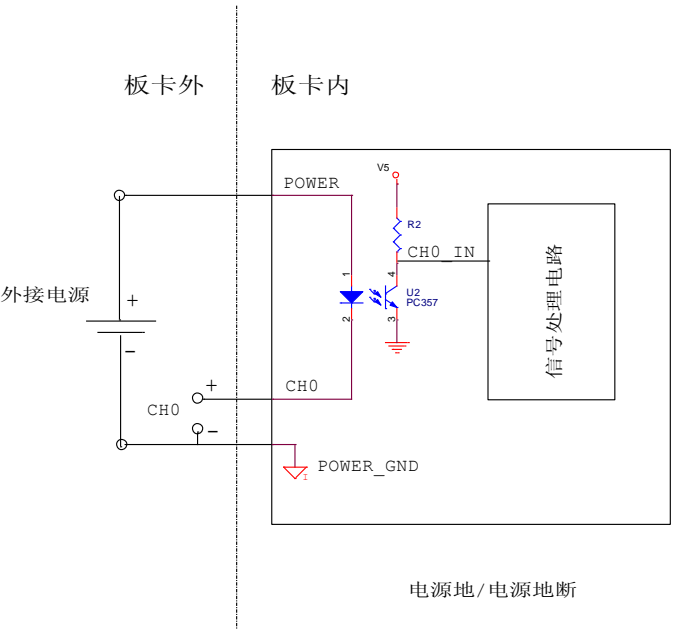 板卡外
板卡内
V5
POWER
R2
CH0_IN
1
4
外接电源
+
U2
PC357
信号处理电路
2
3
-
CH0
+
CH0
-
POWER_GND
I
电源地/电源地断